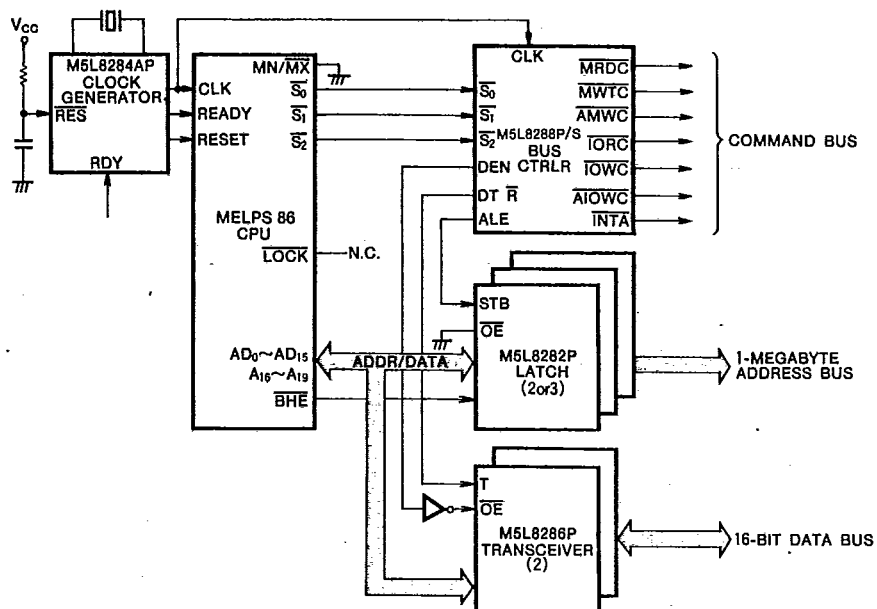 VCC
M5L8284AP
CLOCK
GENERATOR
RES
RDY
CLK
READY
RESET
MN/MX
S0
S1
S2
MELPS 86
CPU
LOCK
N.C.
AD0~AD15
A16~A19
BHE
ADDR/DATA
CLK
S0
S1
S2
M5L8288P/S
BUS
CTRLR
DEN
DT R
ALE
MRDC
MWTC
AMWC
IORC
IOWC
AIOWC
INTA
COMMAND BUS
STB
OE
M5L8282P
LATCH
(2or3)
1-MEGABYTE
ADDRESS BUS
T
OE
M5L8286P
TRANSCEIVER
(2)
16-BIT DATA BUS